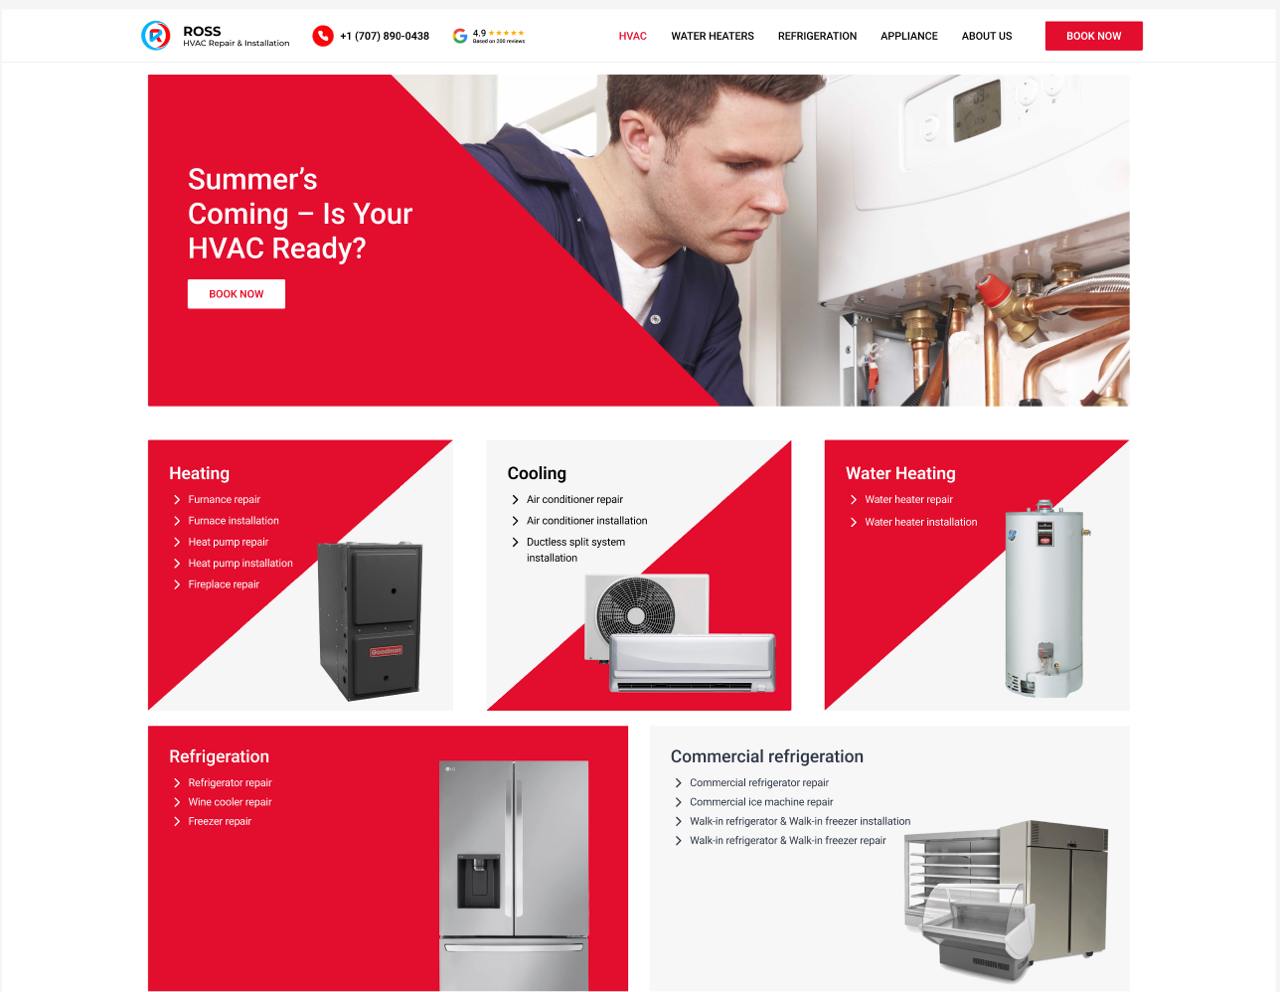 ROSS
HVAC Repair & Installation
+1 (707) 890-0438
4.9
Based on 200 reviews
HVAC
WATER HEATERS
REFRIGERATION
APPLIANCE
ABOUT US
BOOK NOW
Summer’s
Coming – Is Your
HVAC Ready?
BOOK NOW
Heating
Furnance repair
Furnace installation
Heat pump repair
Heat pump installation
Fireplace repair
Goodman
Cooling
Air conditioner repair
Air conditioner installation
Ductless split system
installation
Water Heating
Water heater repair
Water heater installation
Refrigeration
Refrigerator repair
Wine cooler repair
Freezer repair
LG
Commercial refrigeration
Commercial refrigerator repair
Commercial ice machine repair
Walk-in refrigerator & Walk-in freezer installation
Walk-in refrigerator & Walk-in freezer repair